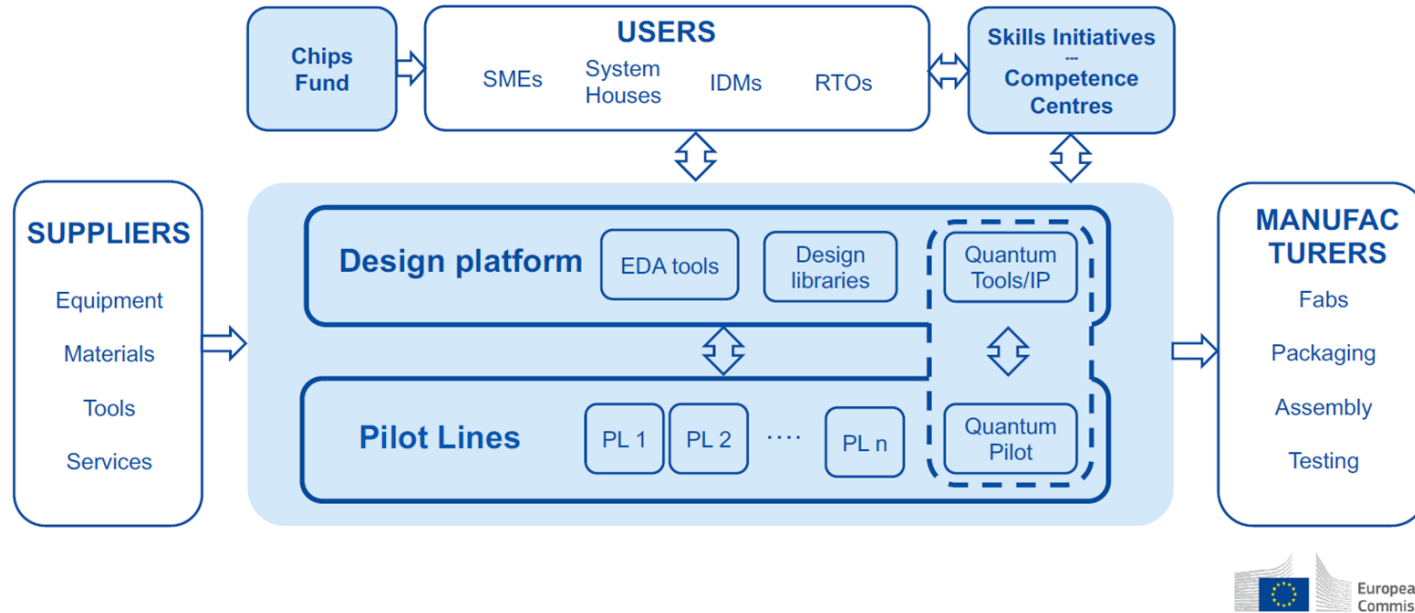 Chips
Fund
USERS
SMEs
System
Houses
IDMs
RTOs
Skills Initiatives
---
Competence
Centres
SUPPLIERS
Equipment
Materials
Tools
Services
Design platform
EDA tools
Design
libraries
Quantum
Tools/IP
Pilot Lines
PL 1
PL 2
....
PL n
Quantum
Pilot
MANUFAC
TURERS
Fabs
Packaging
Assembly
Testing
Europea
Commis